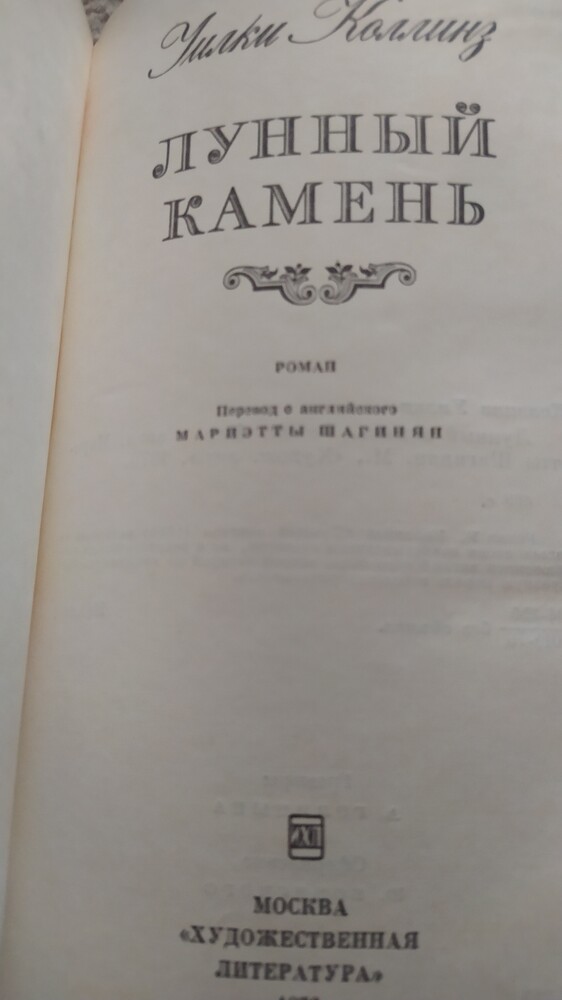 Уилки Коллинз
ЛУННЫЙ
КАМЕНЬ
РОМАН
Перевод с английского
МАРИЭТТЫ ШАГИНЯН
МОСКВА
«ХУДОЖЕСТВЕННАЯ
ЛИТЕРАТУРА»